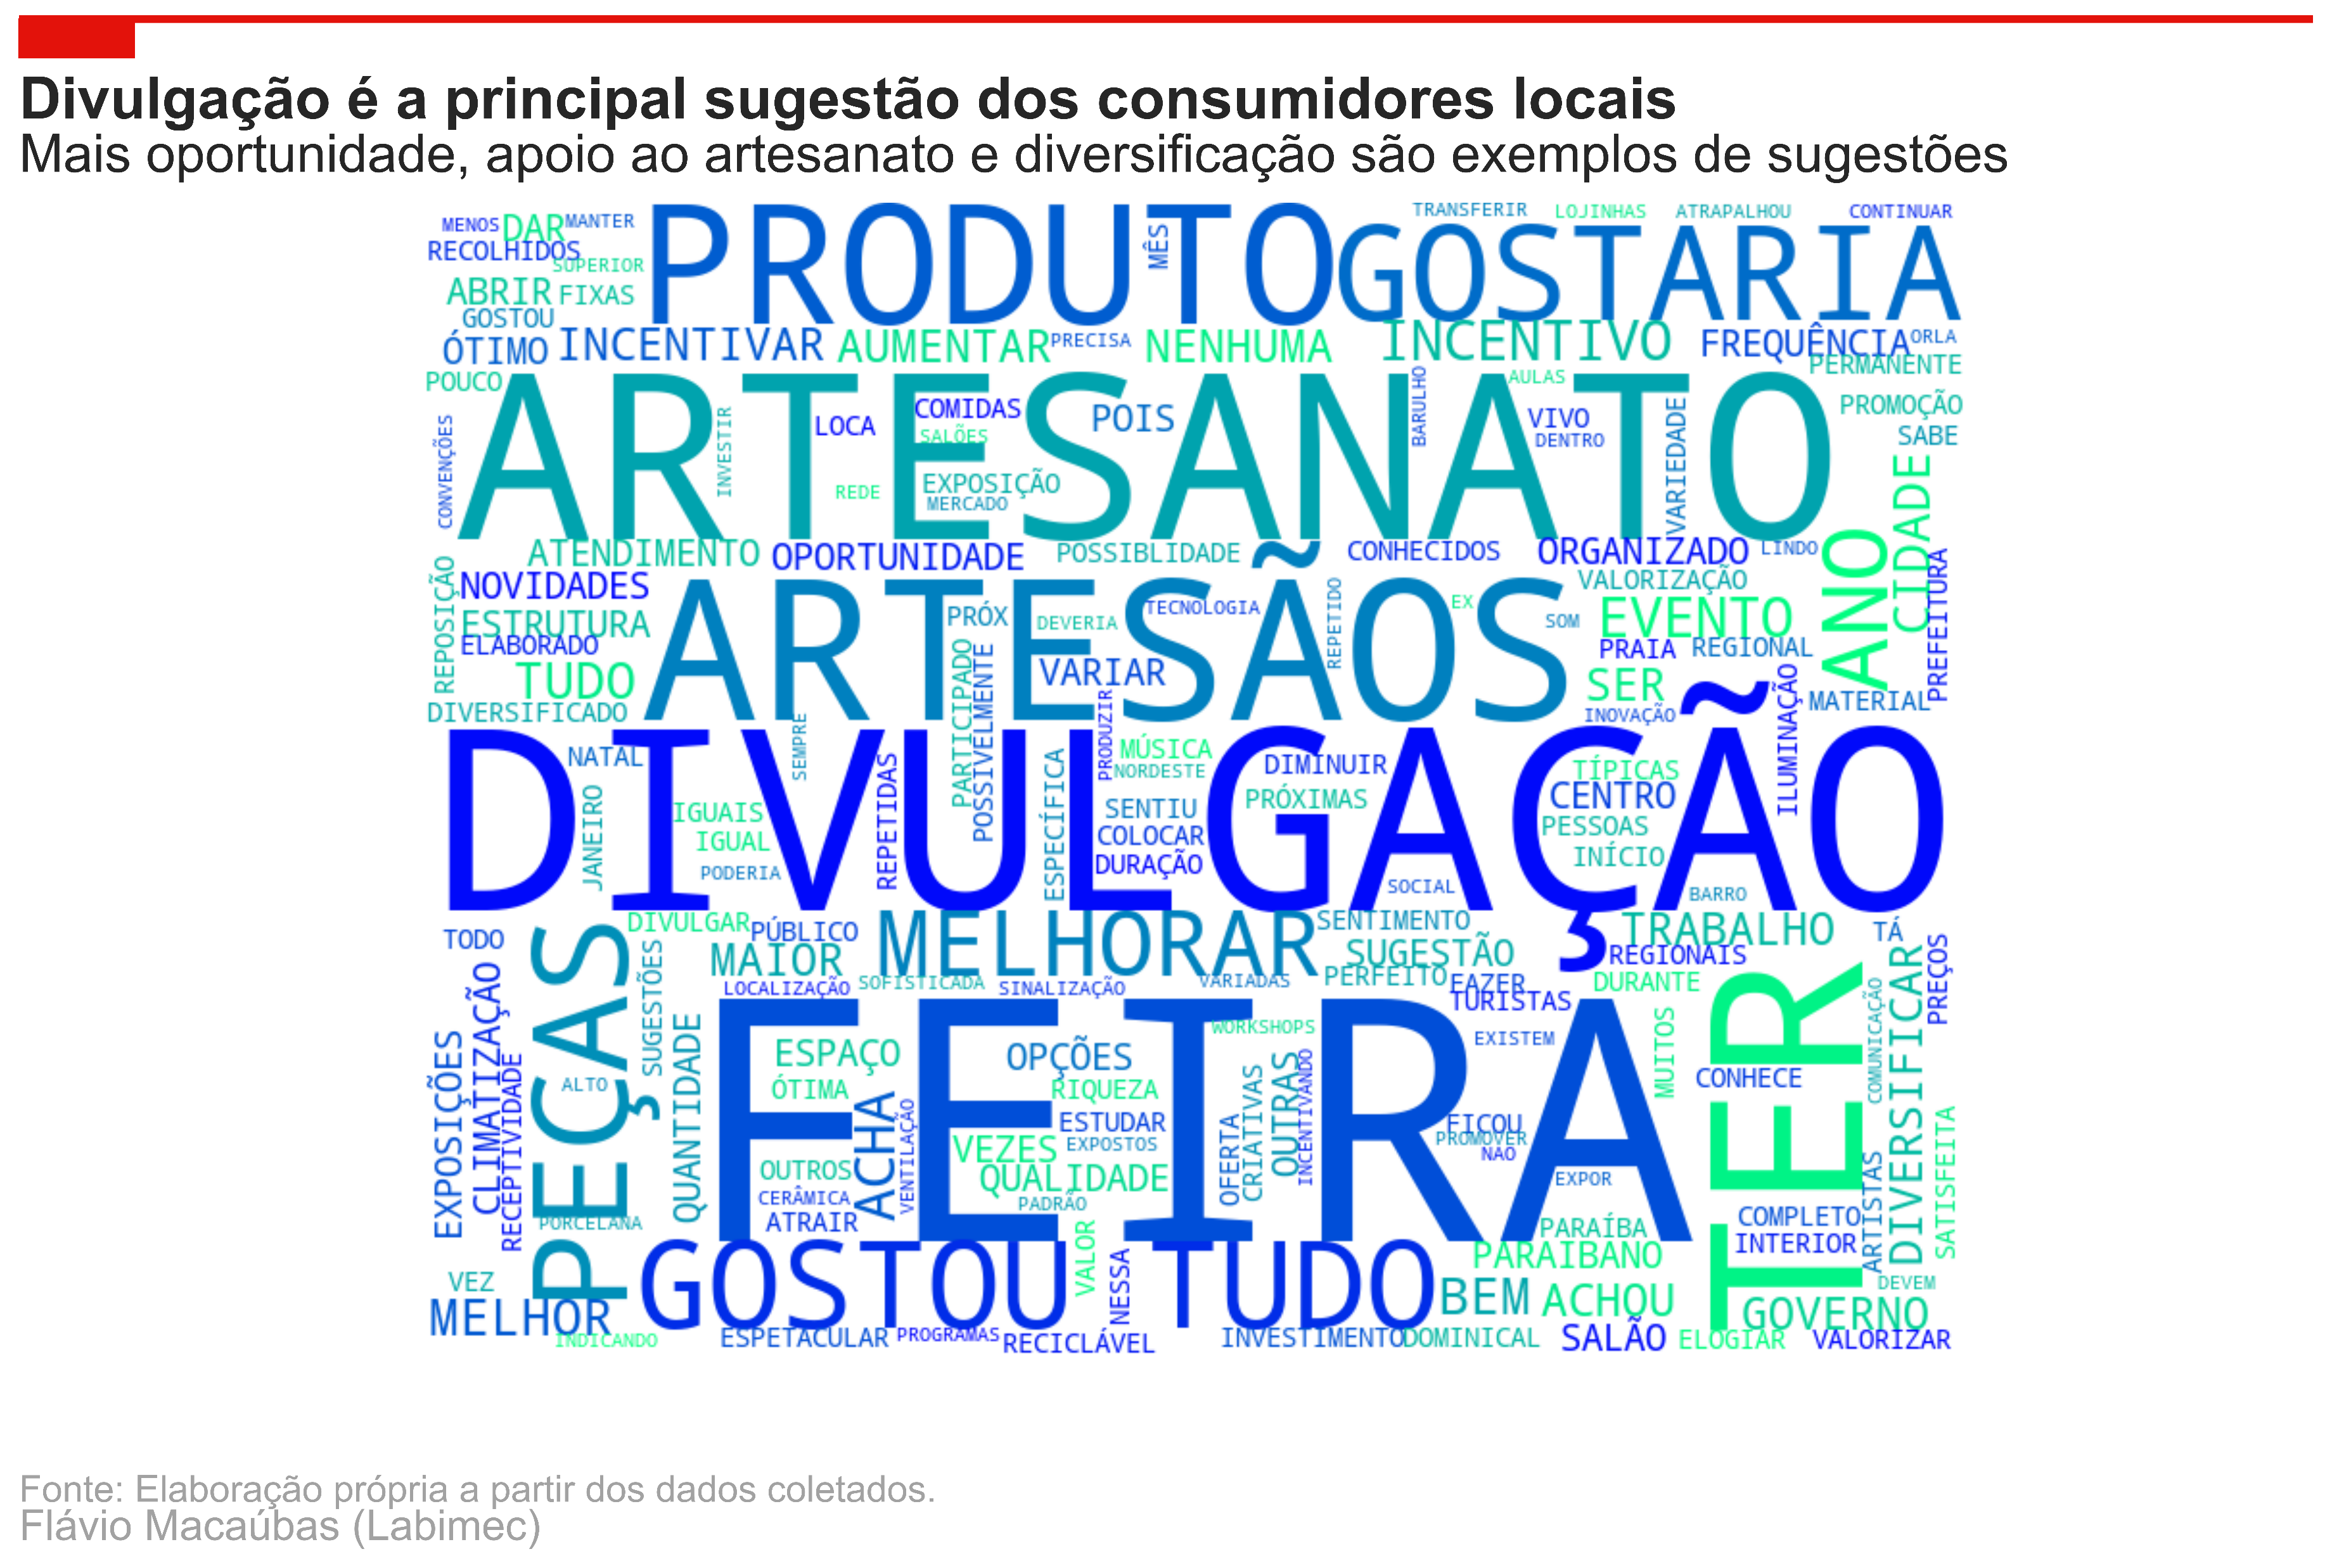 Divulgação é a principal sugestão dos consumidores locais
Mais oportunidade, apoio ao artesanato e diversificação são exemplos de sugestões
MENOS DAR MANTER PRODUTO MÊS GOSTARIA TRANSFERIR LOJINHAS ATRAPALHOU CONTINUAR
RECOLHIDOS
SUPERIOR
ABRIR FIXAS
GOSTOU
ÓTIMO INCENTIVAR AUMENTAR PRECISA NENHUMA INCENTIVO FREQUÊNCIA ORLA
PERMANENTE
POUCO ARTESANATO AULAS
CONVENÇÕES INVESTIR LOCA COMIDAS POIS BARULHO VIVO VARIEDADE PROMOÇÃO
SALÕES DENTRO SABE
REDE EXPOSIÇÃO CIDADE
MERCADO
ATENDIMENTO OPORTUNIDADE POSSIBLIDADE CONHECIDOS ORGANIZADO LINDO ANO
REPOSIÇÃO NOVIDADES ARTESÃOS VALORIZAÇÃO PREFEITURA
ESTRUTURA PRÓX DEVERIA TECNOLOGIA REPETIDO EX SOM EVENTO
ELABORADO PRAIA REGIONAL
TUDO PARTICIPADO POSSIVELMENTE VARIAR SER ILUMINAÇÃO
DIVERSIFICADO SEMPRE PRODUZIR INOVAÇÃO MATERIAL
DIVULGAÇÃO
NATAL MÚSICA DIMINUIR TÍPICAS
NORDESTE
JANEIRO IGUAIS REPETIDAS ESPECÍFICA SENTIU PRÓXIMAS CENTRO
IGUAL COLOCAR PESSOAS
PODERIA DURAÇÃO INÍCIO
SOCIAL BARRO
PEÇAS DIVULGAR PÚBLICO MELHORAR SENTIMENTO TRABALHO TÁ
TODO SUGESTÕES MAIOR SUGESTÃO REGIONAIS PREÇOS
CLIMATIZAÇÃO LOCALIZAÇÃO SOFISTICADA SINALIZAÇÃO VARIADAS PERFEITO FAZER DURANTE TER COMUNICAÇÃO DIVERSIFICAR
FEIRA TURISTAS
EXPOSIÇÕES RECEPTIVIDADE QUANTIDADE ESPAÇO OPÇÕES WORKSHOPS EXISTEM MUITOS
ALTO ÓTIMA RIQUEZA CRIATIVAS OUTRAS INCENTIVANDO CONHECE
ACHA VENTILAÇÃO ESTUDAR OFERTA FICOU
VEZES EXPOSTOS PROMOVER SATISFEITA
OUTROS QUALIDADE NÃO ARTISTAS
CERÂMICA PADRÃO EXPOR
PORCELANA ATRAIR VALOR PARAÍBA COMPLETO
GOSTOU TUDO NESSA PARAIBANO INTERIOR
VEZ BEM ACHOU DEVEM
MELHOR GOVERNO
INDICANDO ESPETACULAR PROGRAMAS RECICLÁVEL INVESTIMENTO DOMINICAL SALÃO ELOGIAR VALORIZAR
Fonte: Elaboração própria a partir dos dados coletados.
Flávio Macaúbas (Labimec)